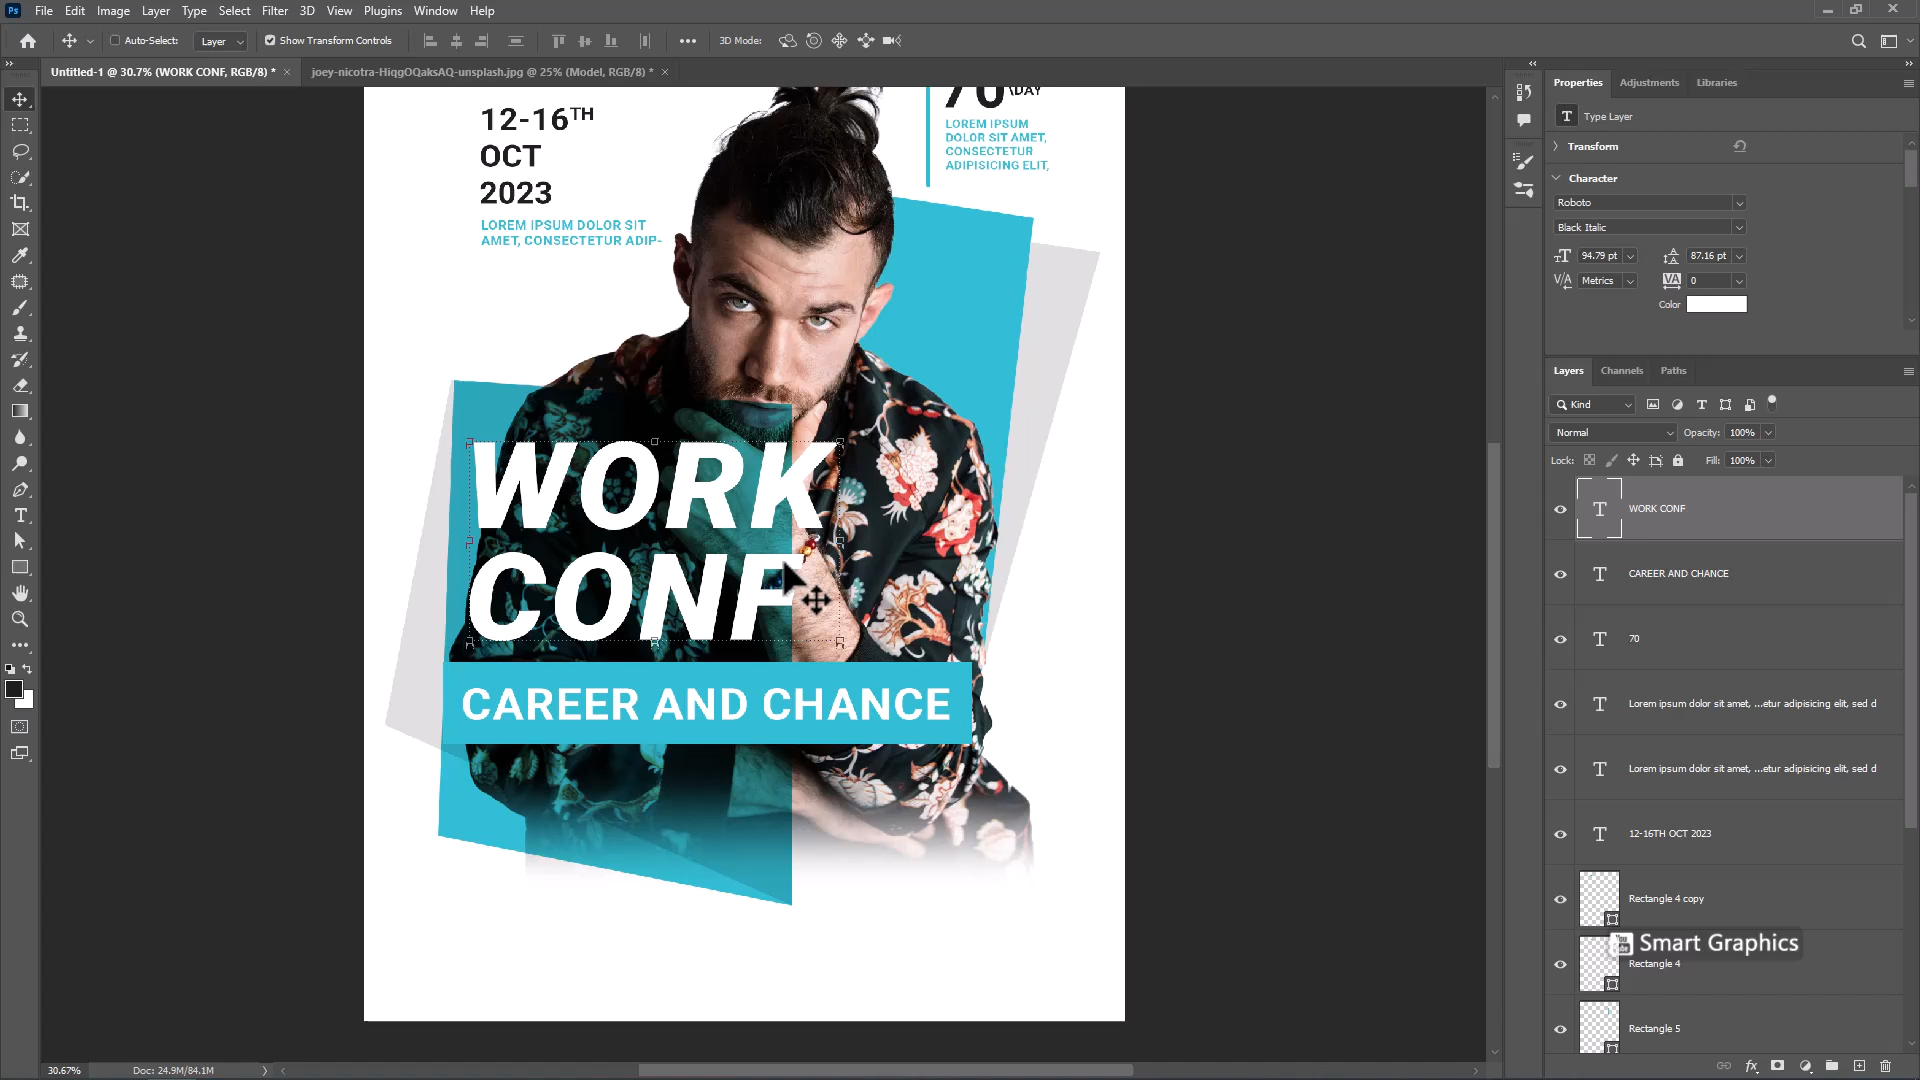 Ps File Edit Image Layer Type Select Filter 3D View Plugins Window Help
Auto-Select: Layer Show Transform Controls 3D Mode:
Untitled-1 @ 30.7% (WORK CONF, RGB/8) * × joey-nicotra-HiqgOQaksAQ-unsplash.jpg @ 25% (Model, RGB/8) * ×
12-16TH
OCT
2023
LOREM IPSUM DOLOR SIT
AMET, CONSECTETUR ADIP-
70\DAY
LOREM IPSUM
DOLOR SIT AMET,
CONSECTETUR
ADIPISICING ELIT,
WORK
CONF
CAREER AND CHANCE
30.67% Doc: 24.9M/84.1M
Properties Adjustments Libraries
T Type Layer
Transform
Character
Roboto
Black Italic
94.79 pt 87.16 pt
Metrics 0
Color
Layers Channels Paths
Kind
Normal Opacity: 100%
Lock: Fill: 100%
T WORK CONF
T CAREER AND CHANCE
T 70
T Lorem ipsum dolor sit amet, ...etur adipisicing elit, sed d
T Lorem ipsum dolor sit amet, ...etur adipisicing elit, sed d
T 12-16TH OCT 2023
Rectangle 4 copy
You Tube Smart Graphics
Rectangle 4
Rectangle 5
fx